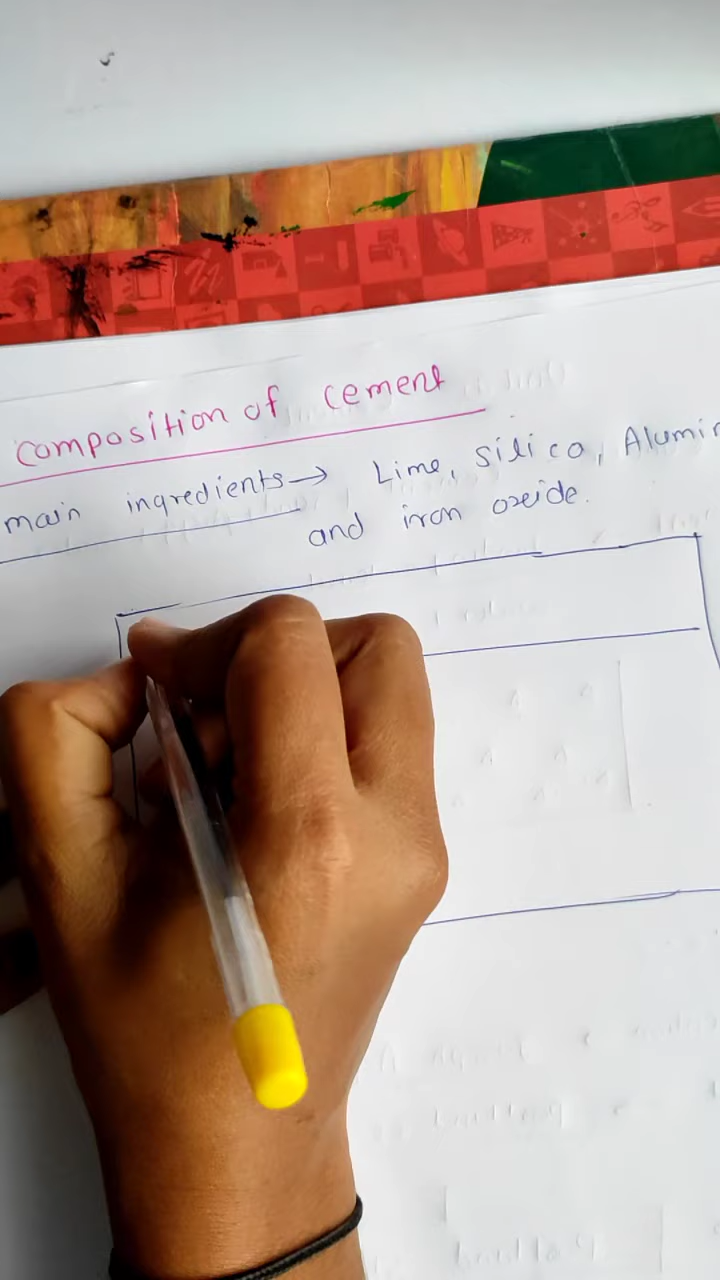 Composition of Cement
main ingredients → Lime, Silica, Alumin
and iron oxide.